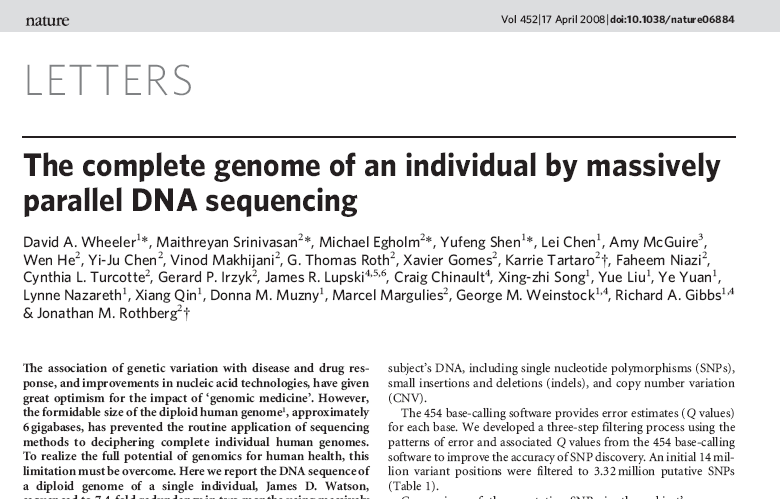 nature
Vol 452|17 April 2008|doi:10.1038/nature06884
LETTERS
The complete genome of an individual by massively
parallel DNA sequencing
David A. Wheeler1*, Maithreyan Srinivasan2*, Michael Egholm2*, Yufeng Shen1*, Lei Chen1, Amy McGuire3,
Wen He2, Yi-Ju Chen2, Vinod Makhijani2, G. Thomas Roth2, Xavier Gomes2, Karrie Tartaro2†, Faheem Niazi2,
Cynthia L. Turcotte2, Gerard P. Irzyk2, James R. Lupski4,5,6, Craig Chinault4, Xing-zhi Song1, Yue Liu1, Ye Yuan1,
Lynne Nazareth1, Xiang Qin1, Donna M. Muzny1, Marcel Margulies2, George M. Weinstock1,4, Richard A. Gibbs1,4
& Jonathan M. Rothberg2†
The association of genetic variation with disease and drug res-
ponse, and improvements in nucleic acid technologies, have given
great optimism for the impact of ‘genomic medicine’. However,
the formidable size of the diploid human genome1, approximately
6 gigabases, has prevented the routine application of sequencing
methods to deciphering complete individual human genomes.
To realize the full potential of genomics for human health, this
limitation must be overcome. Here we report the DNA sequence of
a diploid genome of a single individual, James D. Watson,
subject's DNA, including single nucleotide polymorphisms (SNPs),
small insertions and deletions (indels), and copy number variation
(CNV).
The 454 base-calling software provides error estimates (Q values)
for each base. We developed a three-step filtering process using the
patterns of error and associated Q values from the 454 base-calling
software to improve the accuracy of SNP discovery. An initial 14 mil-
lion variant positions were filtered to 3.32 million putative SNPs
(Table 1).